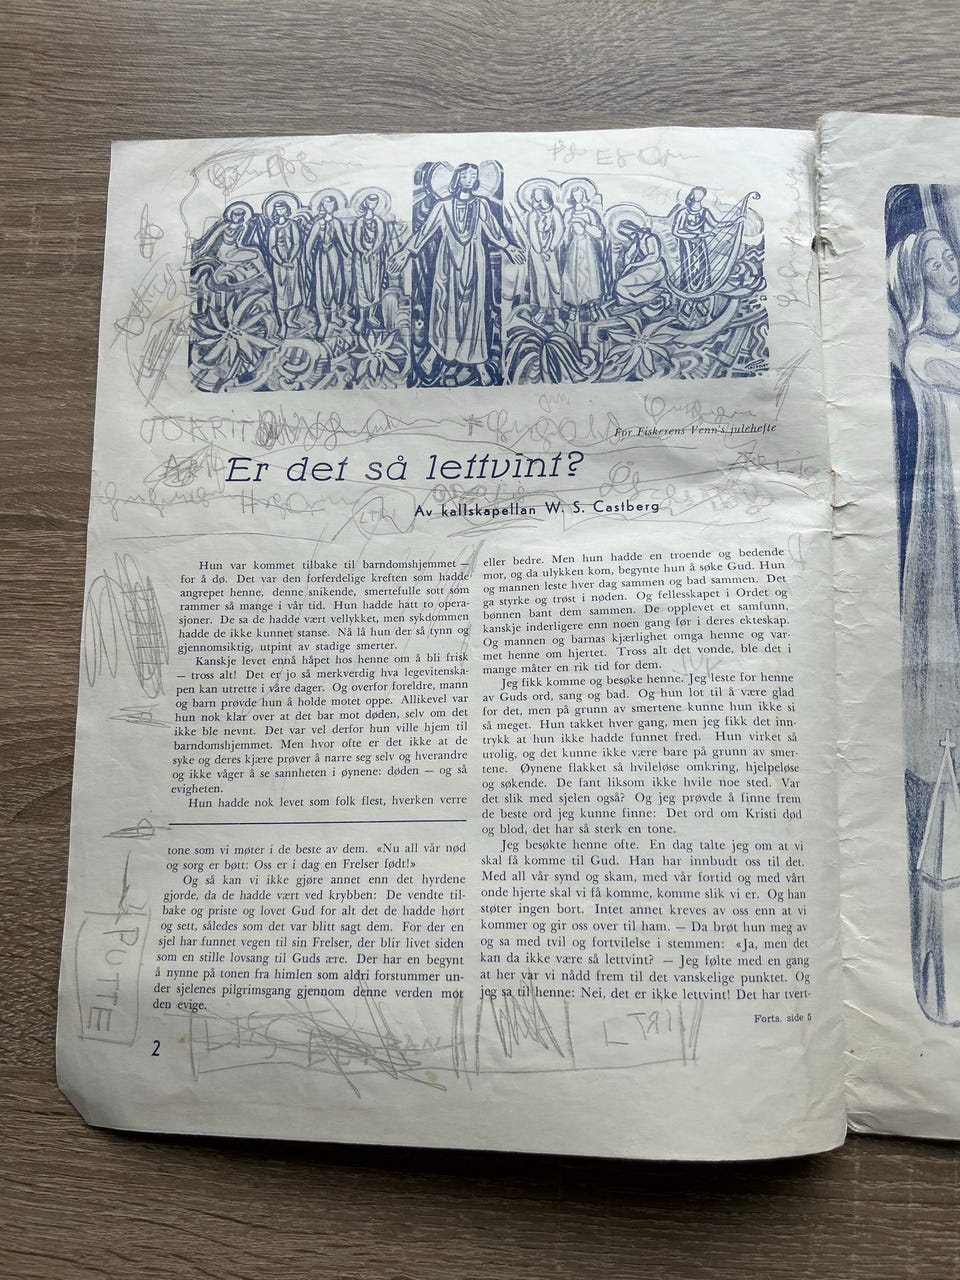 For Fiskerens Venn's julehefte
Er det så lettvint?
Av kallskapellan W. S. Castberg
Hun var kommet tilbake til barndomshjemmet —
for å dø. Det var den forferdelige kreften som hadde
angrepet henne, denne snikende, smertefulle sott som
rammer så mange i vår tid. Hun hadde hatt to opera-
sjoner. De sa de hadde vært vellykket, men sykdommen
hadde de ikke kunnet stanse. Nå lå hun der så tynn og
gjennomsiktig, utpint av stadige smerter.
Kanskje levet ennå håpet hos henne om å bli frisk
— tross alt! Det er jo så merkverdig hva legevitenska-
pen kan utrette i våre dager. Og overfor foreldre, mann
og barn prøvde hun å holde motet oppe. Allikevel var
hun nok klar over at det bar mot døden, selv om det
ikke ble nevnt. Det var vel derfor hun ville hjem til
barndomshjemmet. Men hvor ofte er det ikke at de
syke og deres kjære prøver å narre seg selv og hverandre
og ikke våger å se sannheten i øynene: døden — og så
evigheten.
Hun hadde nok levet som folk flest, hverken verre
tone som vi møter i de beste av dem. «Nu all vår nød
og sorg er bøtt: Oss er i dag en Frelser født!»
Og så kan vi ikke gjøre annet enn det hyrdene
gjorde, da de hadde vært ved krybben: De vendte til-
bake og priste og lovet Gud for alt det de hadde hørt
og sett, således som det var blitt sagt dem. For der en
sjel har funnet vegen til sin Frelser, der blir livet siden
som en stille lovsang til Guds ære. Der har en begynt
å nynne på tonen fra himlen som aldri forstummer un-
der sjelenes pilgrimsgang gjennom denne verden mot
den evige.
eller bedre. Men hun hadde en troende og bedende
mor, og da ulykken kom, begynte hun å søke Gud. Hun
og mannen leste hver dag sammen og bad sammen. Det
ga styrke og trøst i nøden. Og fellesskapet i Ordet og
bønnen bant dem sammen. De opplevet et samfunn,
kanskje inderligere enn noen gang før i deres ekteskap.
Og mannen og barnas kjærlighet omga henne og var-
met henne om hjertet. Tross alt det vonde, ble det i
mange måter en rik tid for dem.
Jeg fikk komme og besøke henne. Jeg leste for henne
av Guds ord, sang og bad. Og hun lot til å være glad
for det, men på grunn av smertene kunne hun ikke si
så meget. Hun takket hver gang, men jeg fikk det inn-
trykk at hun ikke hadde funnet fred. Hun virket så
urolig, og det kunne ikke være bare på grunn av smer-
tene. Øynene flakket så hvileløse omkring, hjelpeløse
og søkende. De fant liksom ikke hvile noe sted. Var
det slik med sjelen også? Og jeg prøvde å finne frem
de beste ord jeg kunne finne: Det ord om Kristi død
og blod, det har så sterk en tone.
Jeg besøkte henne ofte. En dag talte jeg om at vi
skal få komme til Gud. Han har innbudt oss til det.
Med all vår synd og skam, med vår fortid og med vårt
onde hjerte skal vi få komme, komme slik vi er. Og han
støter ingen bort. Intet annet kreves av oss enn at vi
kommer og gir oss over til ham. — Da brøt hun meg av
og sa med tvil og fortvilelse i stemmen: «Ja, men det
kan da ikke være så lettvint? — Jeg følte med en gang
at her var vi nådd frem til det vanskelige punktet. Og
jeg sa til henne: Nei, det er ikke lettvint! Det har tvert-
Forts. side 5
RUTTE
2